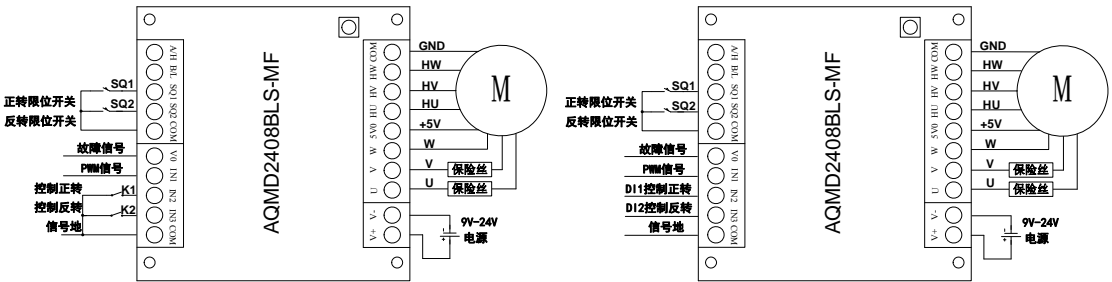 AQMD2408BLS-MF
A/H
B/L
SQ1
SQ2
COM
V0
IN1
IN2
IN3
COM
COM
HW
HV
HU
5V0
W
V
U
V-
V+
SQ1
正转限位开关
SQ2
反转限位开关
故障信号
PWM信号
控制正转
K1
控制反转
K2
信号地
GND
HW
HV
HU
+5V
W
V
保险丝
U
保险丝
M
9V-24V
电源
AQMD2408BLS-MF
A/H
B/L
SQ1
SQ2
COM
V0
IN1
IN2
IN3
COM
COM
HW
HV
HU
5V0
W
V
U
V-
V+
SQ1
正转限位开关
SQ2
反转限位开关
故障信号
PWM信号
DI1控制正转
DI2控制反转
信号地
GND
HW
HV
HU
+5V
W
V
保险丝
U
保险丝
M
9V-24V
电源